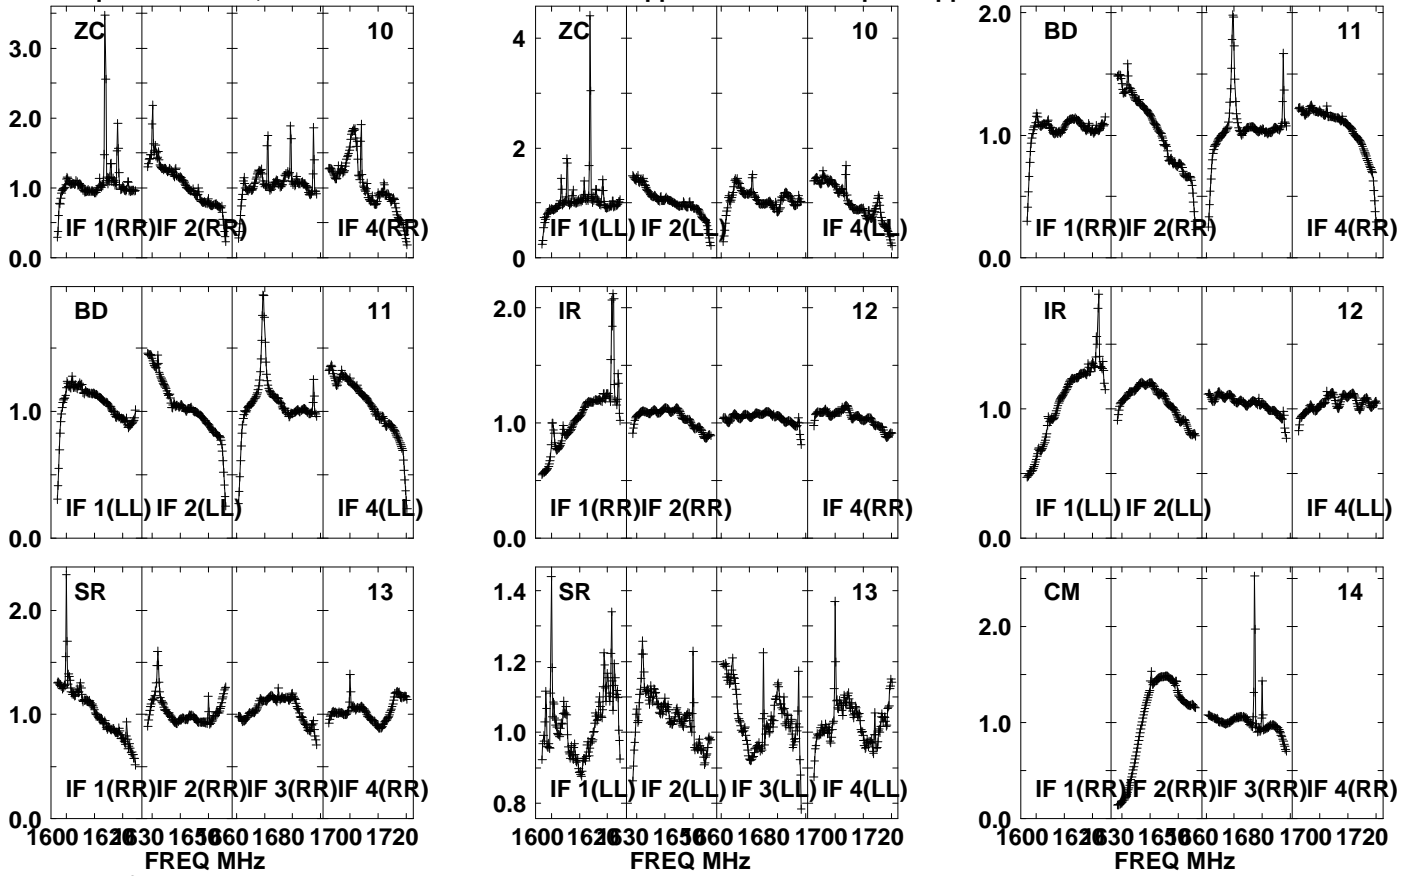 ZC 10
3.0
2.0
1.0
0.0
IF 1(RR) IF 2(RR) IF 4(RR)
ZC 10
4
2
0
IF 1(LL) IF 2(LL) IF 4(LL)
BD 11
2.0
1.0
0.0
IF 1(RR) IF 2(RR) IF 4(RR)
BD 11
1.0
0.0
IF 1(LL) IF 2(LL) IF 4(LL)
IR 12
2.0
1.0
0.0
IF 1(RR) IF 2(RR) IF 4(RR)
IR 12
1.0
0.0
IF 1(LL) IF 2(LL) IF 4(LL)
SR 13
2.0
1.0
0.0
IF 1(RR) IF 2(RR) IF 3(RR) IF 4(RR)
1600 1620 1630 1650 1660 1680 1700 1720
FREQ MHz
SR 13
1.4
1.2
1.0
0.8
IF 1(LL) IF 2(LL) IF 3(LL) IF 4(LL)
1600 1620 1630 1650 1660 1680 1700 1720
FREQ MHz
CM 14
2.0
1.0
0.0
IF 1(RR) IF 2(RR) IF 3(RR) IF 4(RR)
1600 1620 1630 1650 1660 1680 1700 1720
FREQ MHz